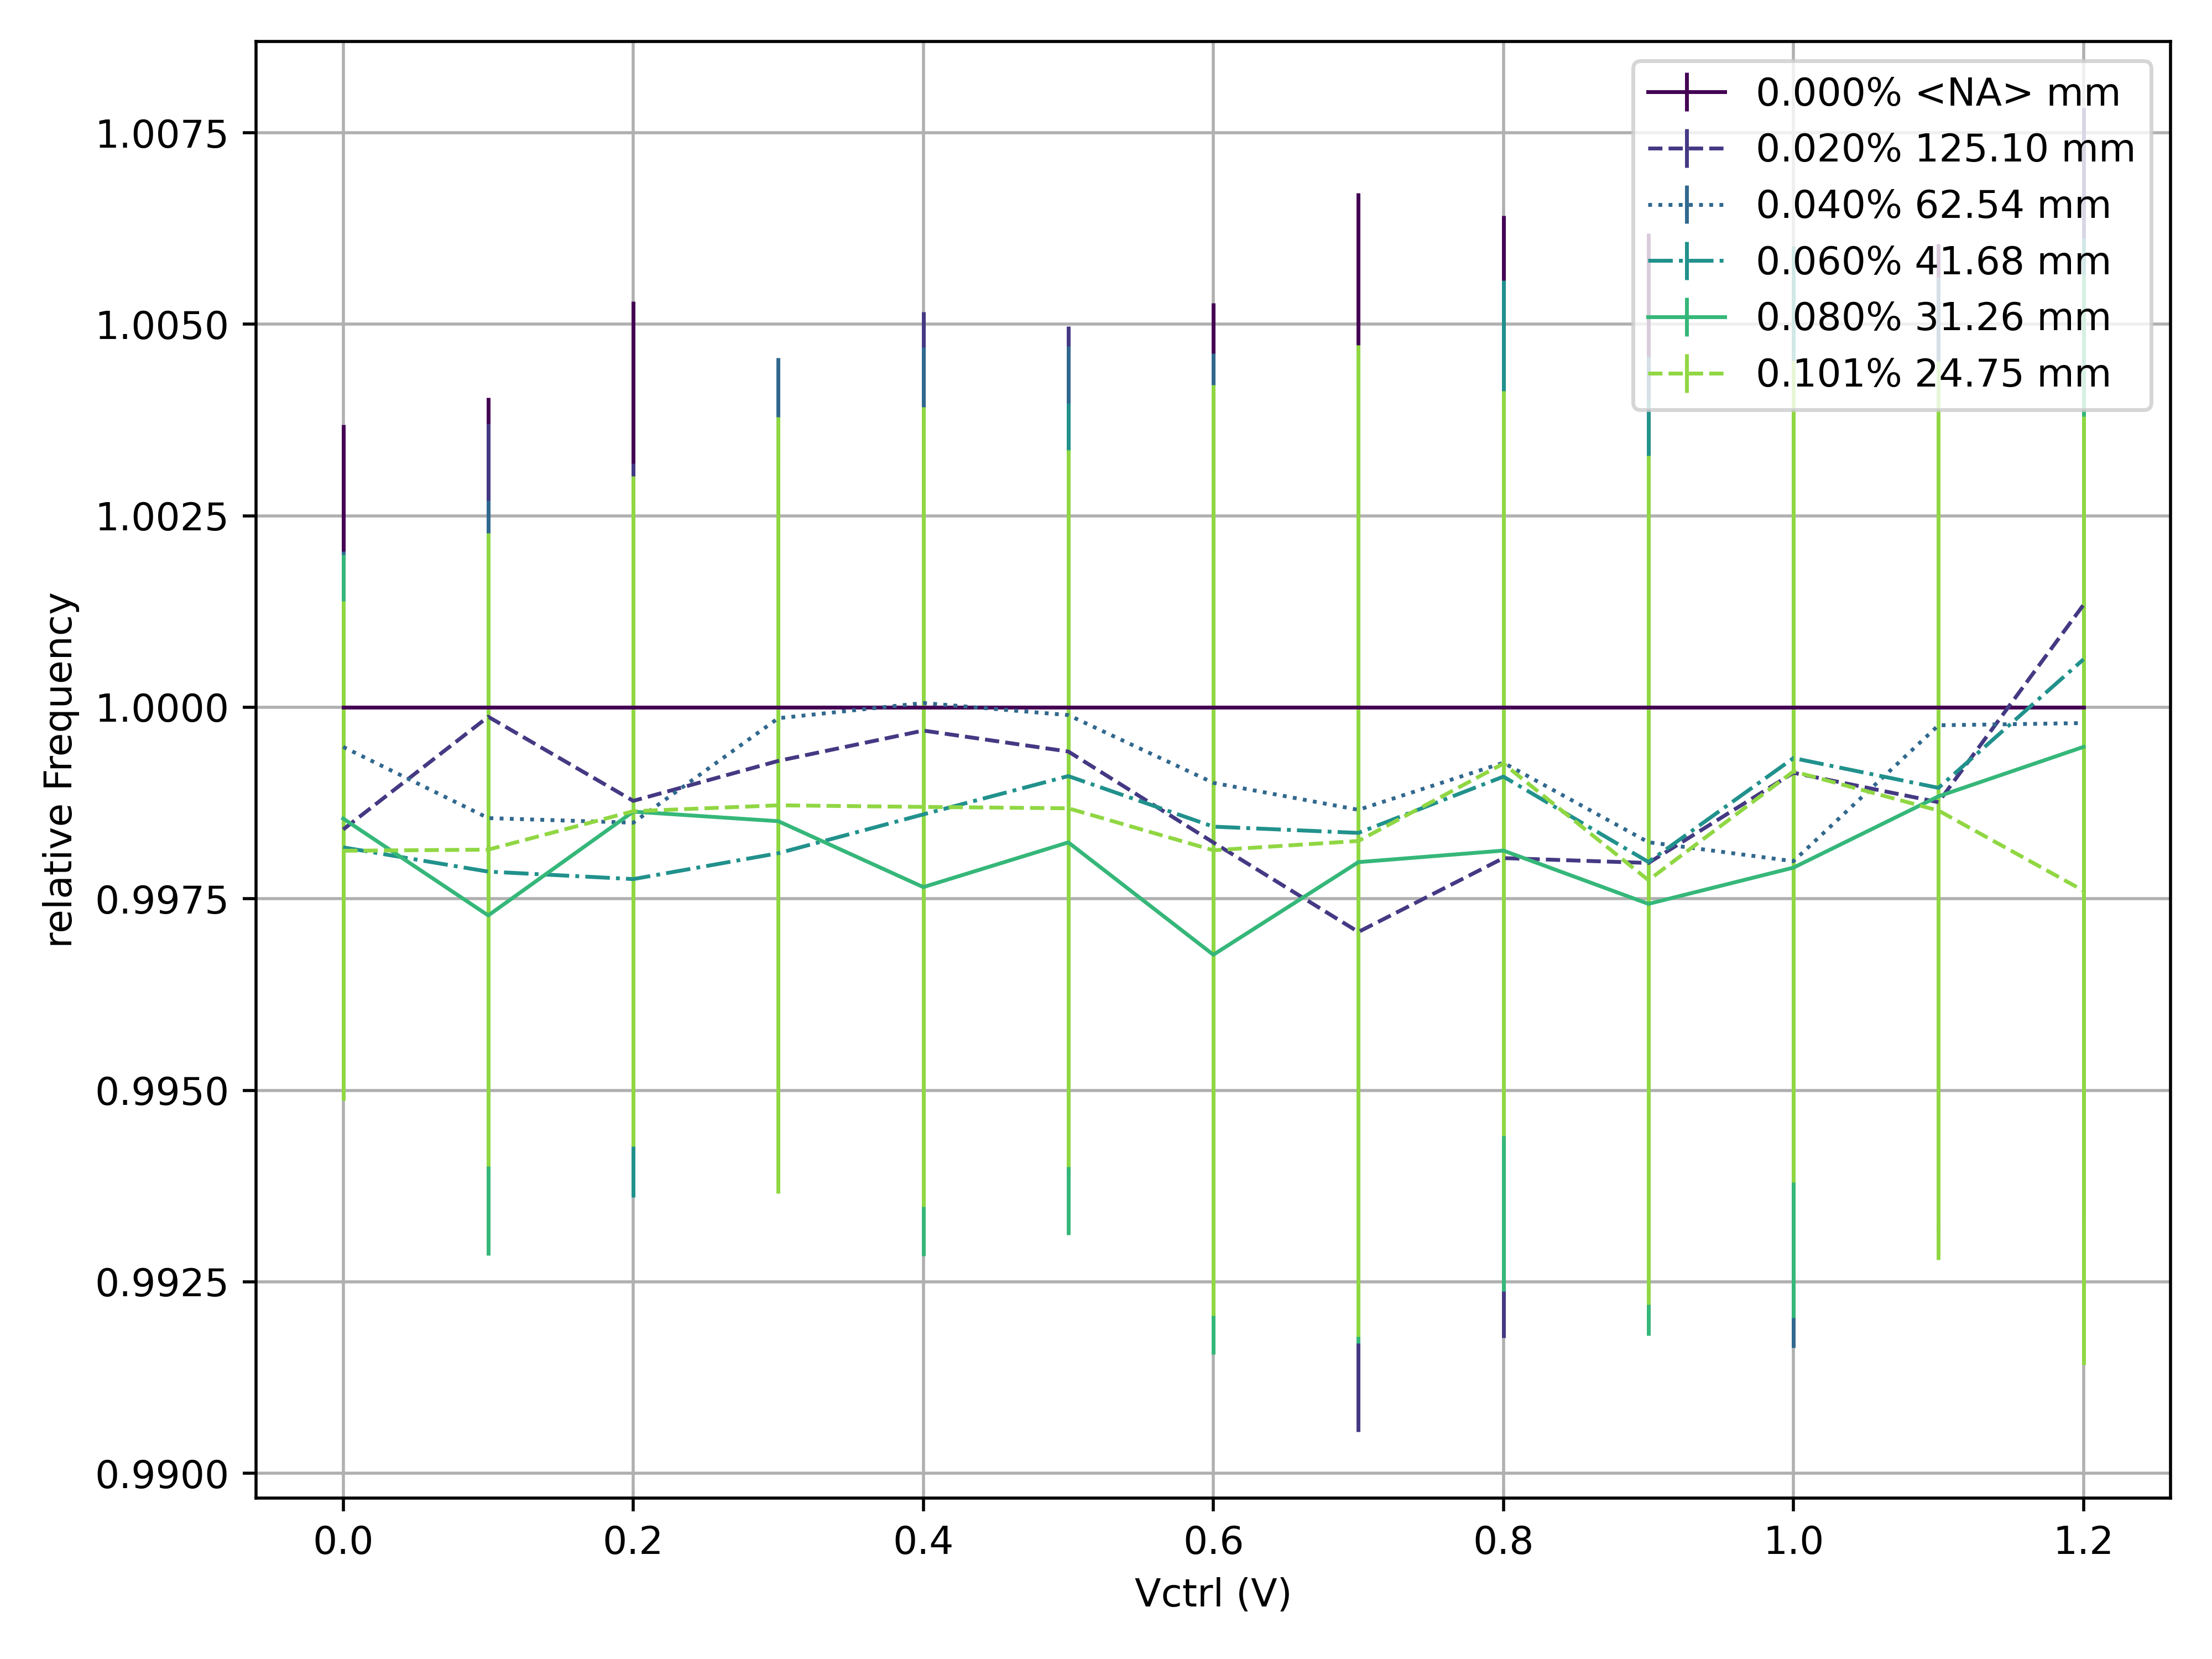 0.000% <NA> mm
0.020% 125.10 mm
0.040% 62.54 mm
0.060% 41.68 mm
0.080% 31.26 mm
0.101% 24.75 mm
relative Frequency
1.0075
1.0050
1.0025
1.0000
0.9975
0.9950
0.9925
0.9900
0.0 0.2 0.4 0.6 0.8 1.0 1.2
Vctrl (V)